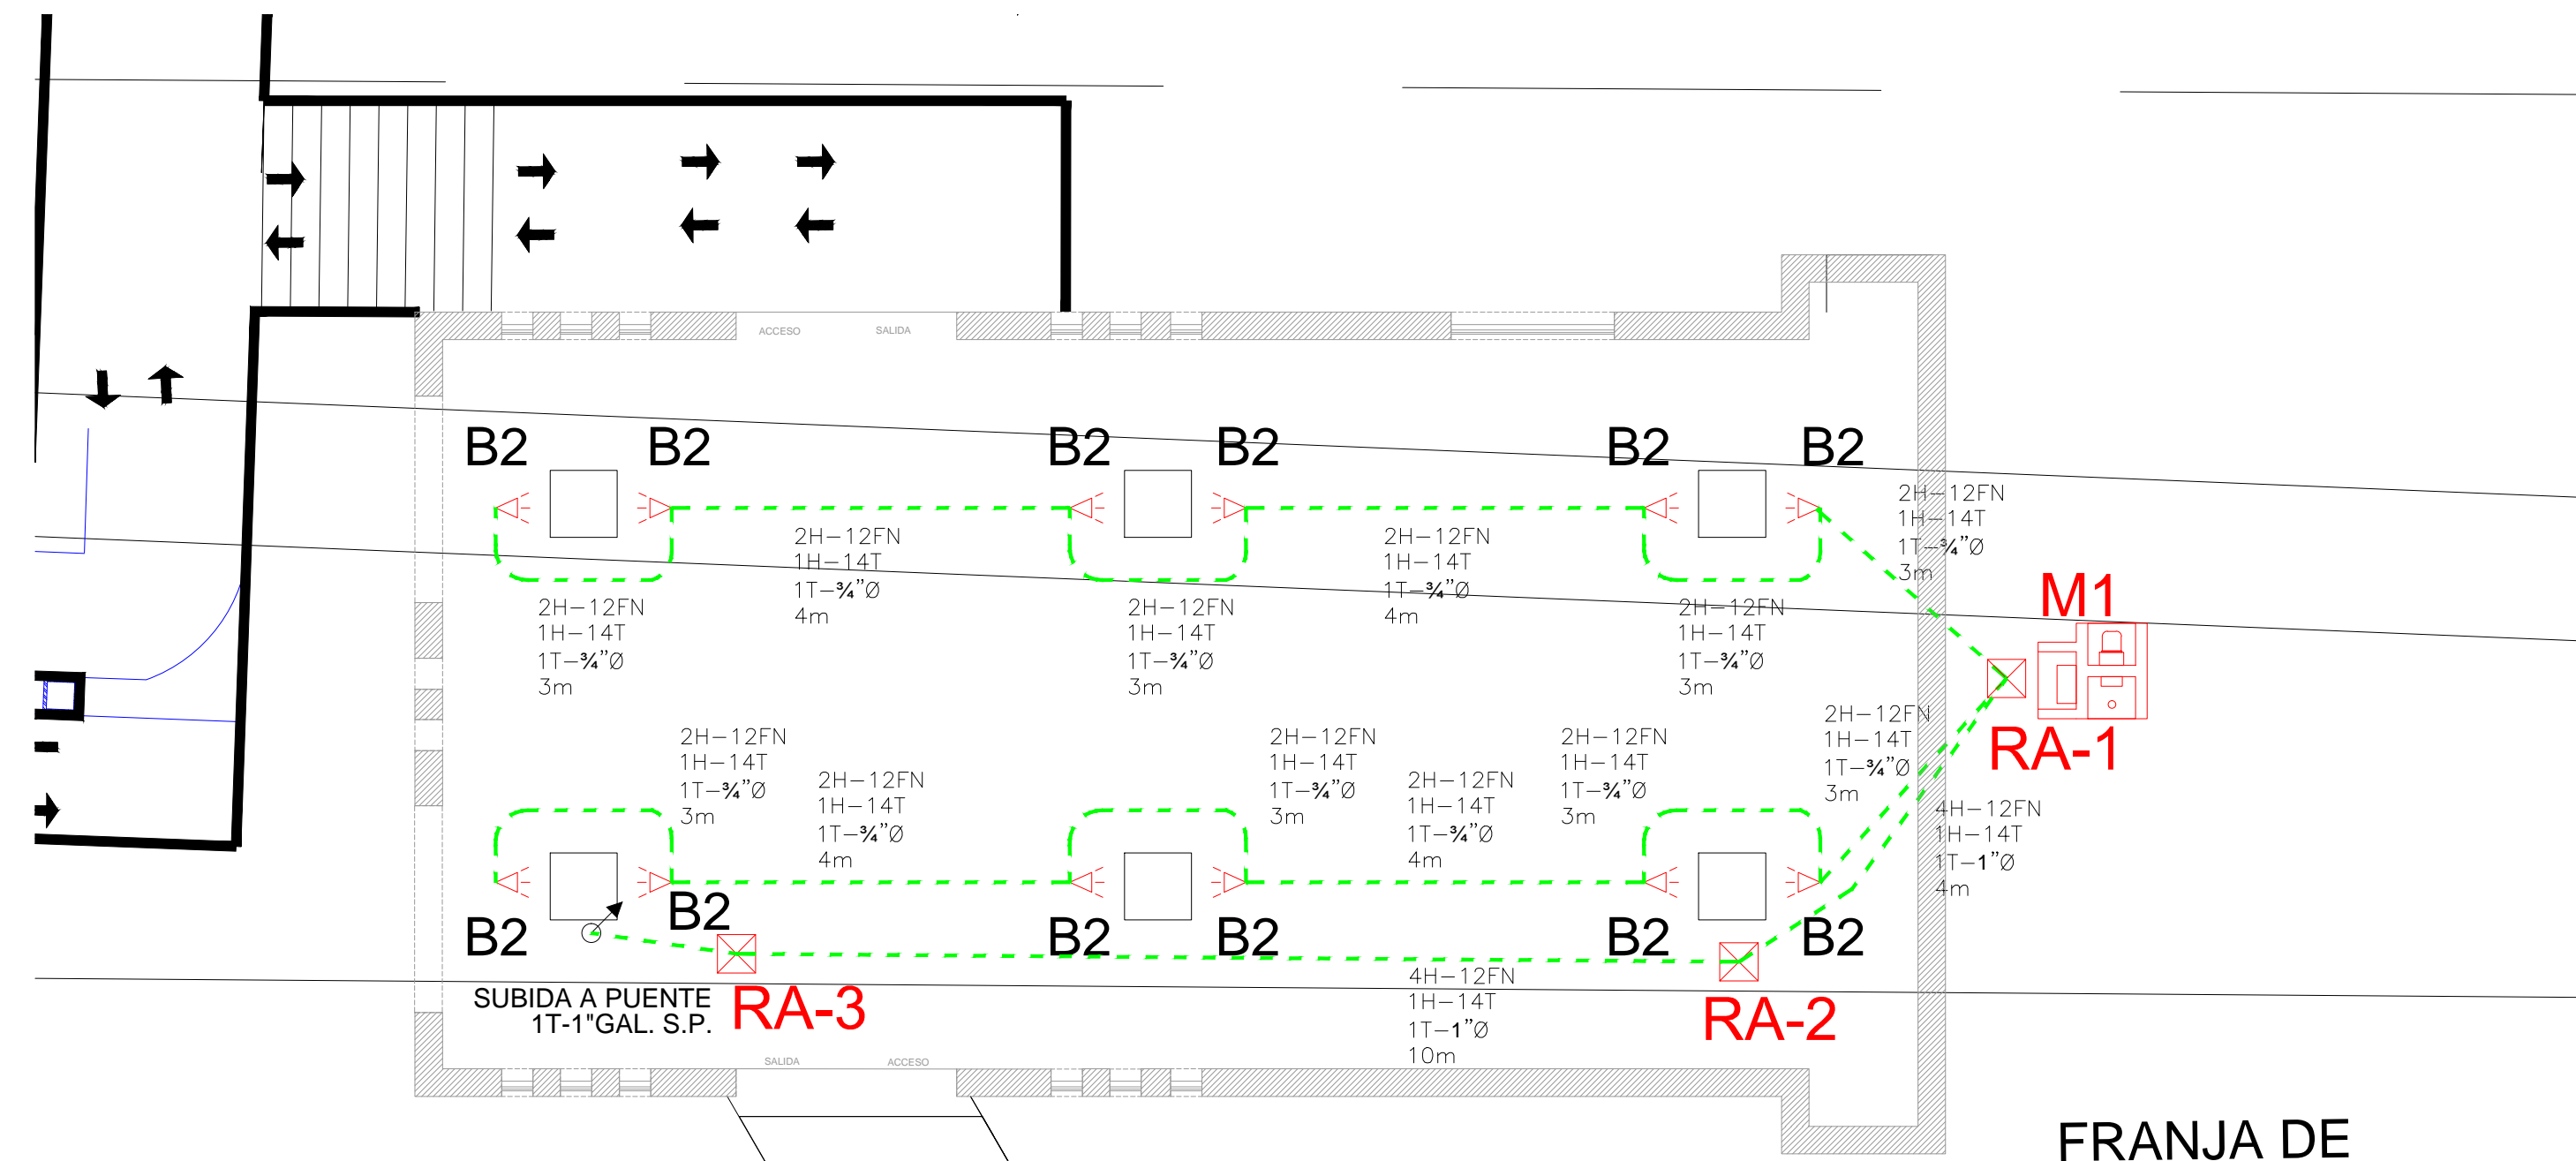 ACCESO
SALIDA
B2
B2
B2
B2
B2
B2
2H-12FN
1H-14T
1T-¾"Ø
3m
2H-12FN
1H-14T
1T-¾"Ø
4m
2H-12FN
1H-14T
1T-¾"Ø
4m
2H-12FN
1H-14T
1T-¾"Ø
3m
2H-12FN
1H-14T
1T-¾"Ø
3m
2H-12FN
1H-14T
1T-¾"Ø
3m
M1
RA-1
2H-12FN
1H-14T
1T-¾"Ø
3m
2H-12FN
1H-14T
1T-¾"Ø
4m
2H-12FN
1H-14T
1T-¾"Ø
3m
2H-12FN
1H-14T
1T-¾"Ø
4m
2H-12FN
1H-14T
1T-¾"Ø
3m
2H-12FN
1H-14T
1T-¾"Ø
3m
4H-12FN
1H-14T
1T-1"Ø
4m
B2
B2
B2
B2
B2
B2
SUBIDA A PUENTE
1T-1"GAL. S.P.
RA-3
4H-12FN
1H-14T
1T-1"Ø
10m
RA-2
SALIDA
ACCESO
FRANJA DE